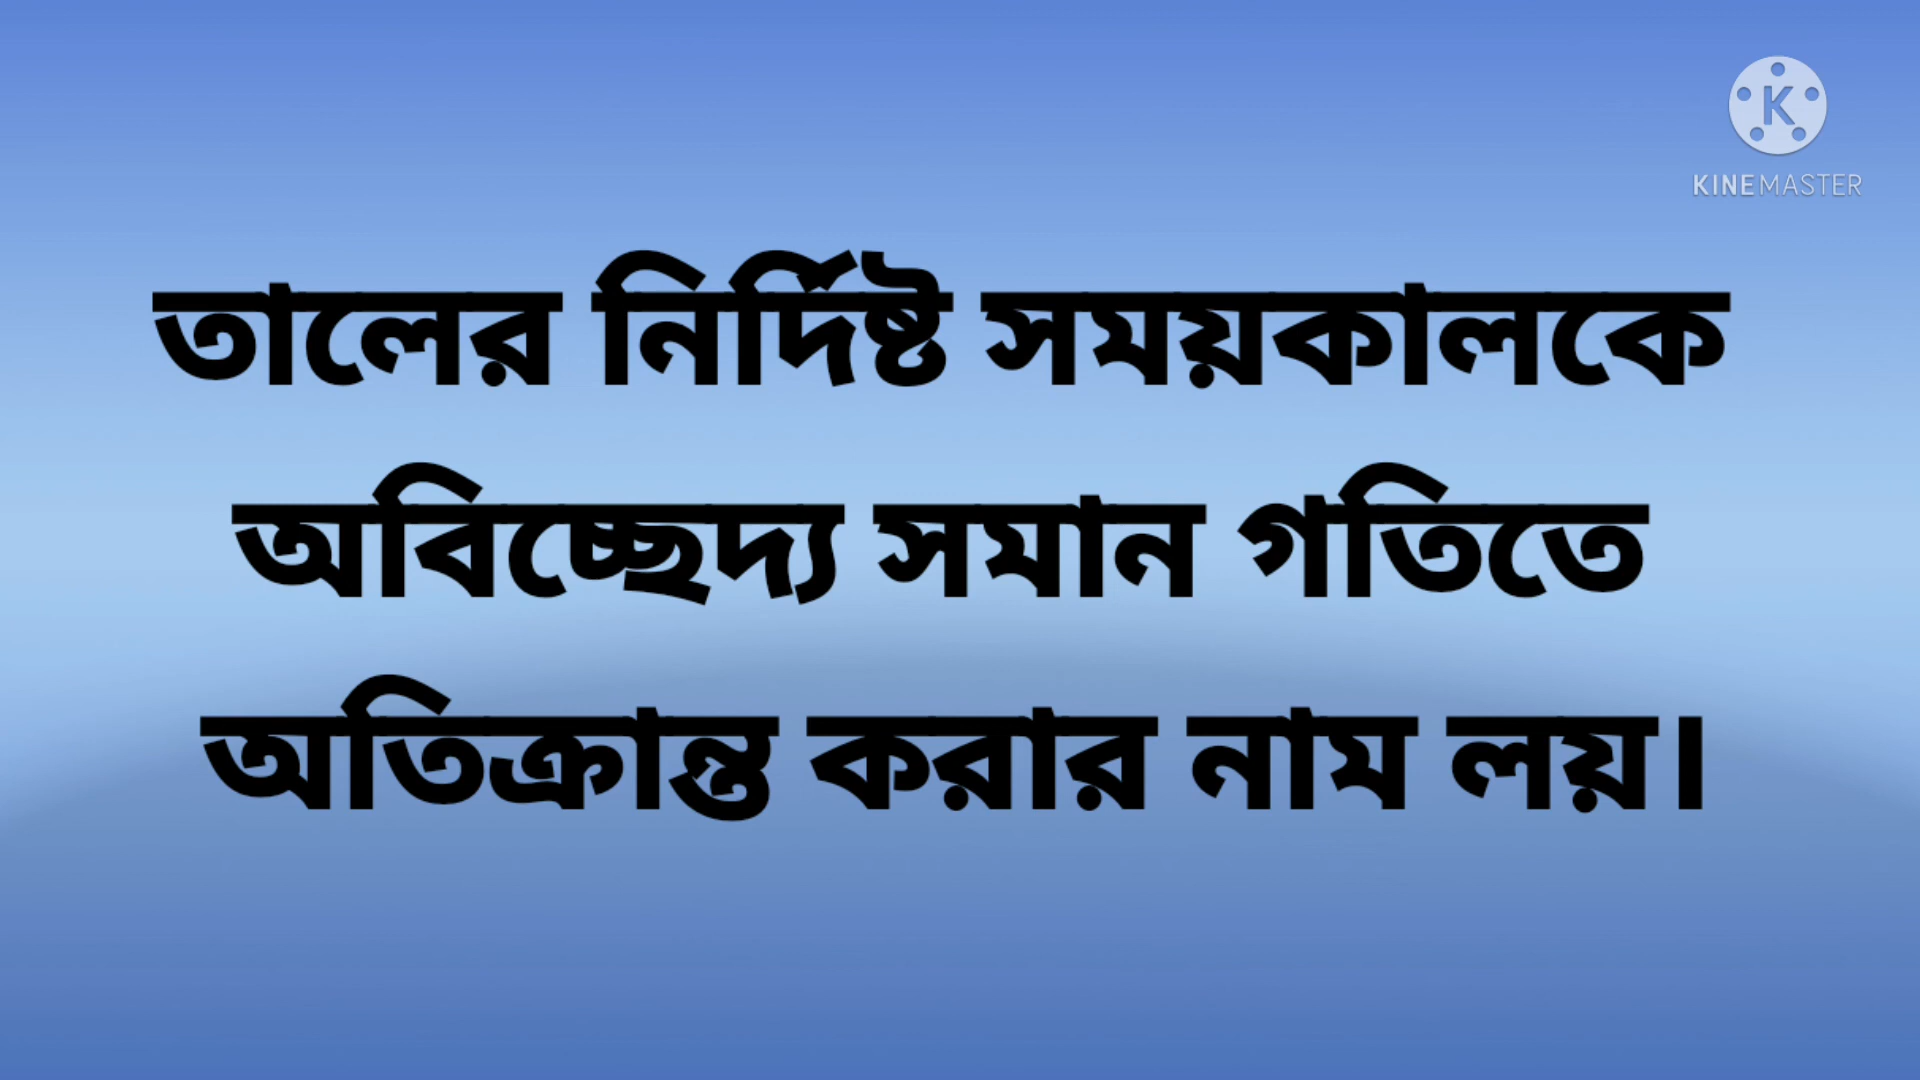 KINEMASTER
তালের নির্দিষ্ট সময়কালকে
অবিচ্ছেদ্য সমান গতিতে
অতিক্রান্ত করার নাম লয়।